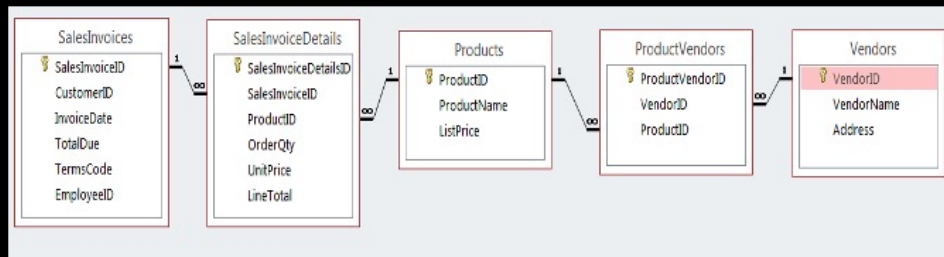 SalesInvoices
SalesInvoiceID
CustomerID
InvoiceDate
TotalDue
TermsCode
EmployeeID
1
∞
SalesInvoiceDetails
SalesInvoiceDetailsID
SalesInvoiceID
ProductID
OrderQty
UnitPrice
LineTotal
∞
1
Products
ProductID
ProductName
ListPrice
1
∞
ProductVendors
ProductVendorID
VendorID
ProductID
∞
1
Vendors
VendorID
VendorName
Address